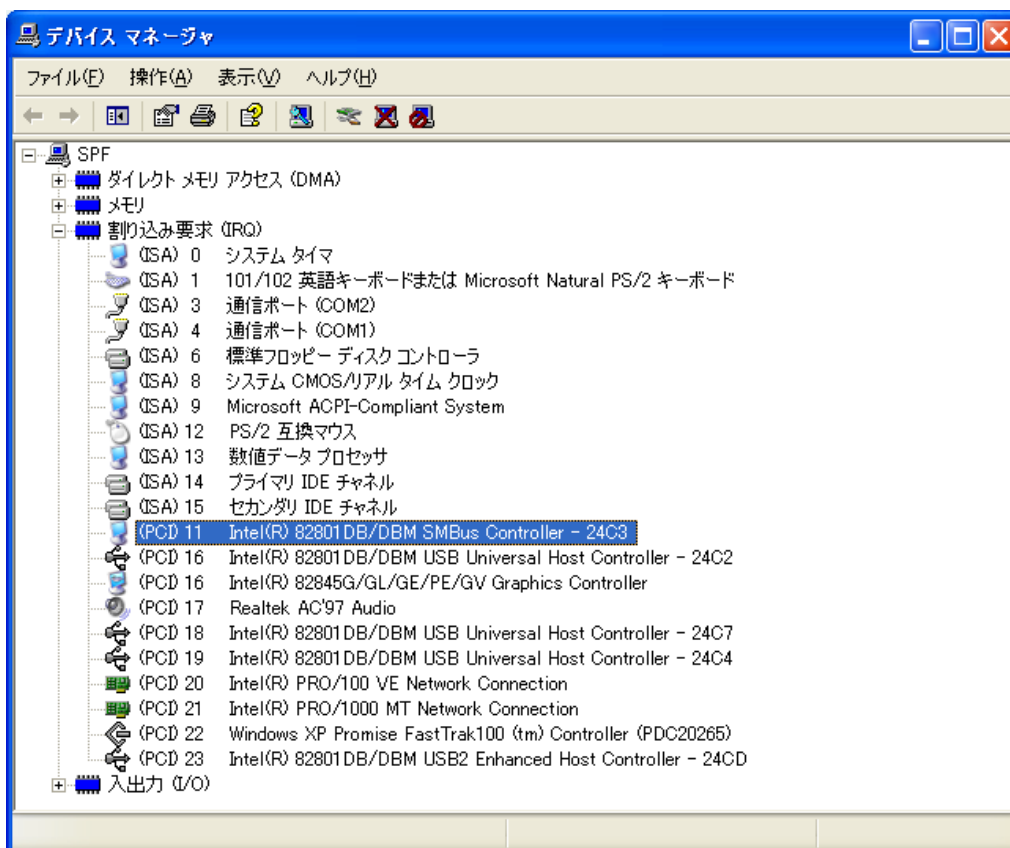 デバイス マネージャ
ファイル(F) 操作(A) 表示(V) ヘルプ(H)
SPF
ダイレクト メモリ アクセス (DMA)
メモリ
割り込み要求 (IRQ)
(ISA) 0 システム タイマ
(ISA) 1 101/102 英語キーボードまたは Microsoft Natural PS/2 キーボード
(ISA) 3 通信ポート (COM2)
(ISA) 4 通信ポート (COM1)
(ISA) 6 標準フロッピー ディスク コントローラ
(ISA) 8 システム CMOS/リアル タイム クロック
(ISA) 9 Microsoft ACPI-Compliant System
(ISA) 12 PS/2 互換マウス
(ISA) 13 数値データ プロセッサ
(ISA) 14 プライマリ IDE チャネル
(ISA) 15 セカンダリ IDE チャネル
(PCI) 11 Intel(R) 82801DB/DBM SMBus Controller - 24C3
(PCI) 16 Intel(R) 82801DB/DBM USB Universal Host Controller - 24C2
(PCI) 16 Intel(R) 82845G/GL/GE/PE/GV Graphics Controller
(PCI) 17 Realtek AC'97 Audio
(PCI) 18 Intel(R) 82801DB/DBM USB Universal Host Controller - 24C7
(PCI) 19 Intel(R) 82801DB/DBM USB Universal Host Controller - 24C4
(PCI) 20 Intel(R) PRO/100 VE Network Connection
(PCI) 21 Intel(R) PRO/1000 MT Network Connection
(PCI) 22 Windows XP Promise FastTrak100 (tm) Controller (PDC20265)
(PCI) 23 Intel(R) 82801DB/DBM USB2 Enhanced Host Controller - 24CD
入出力 (I/O)